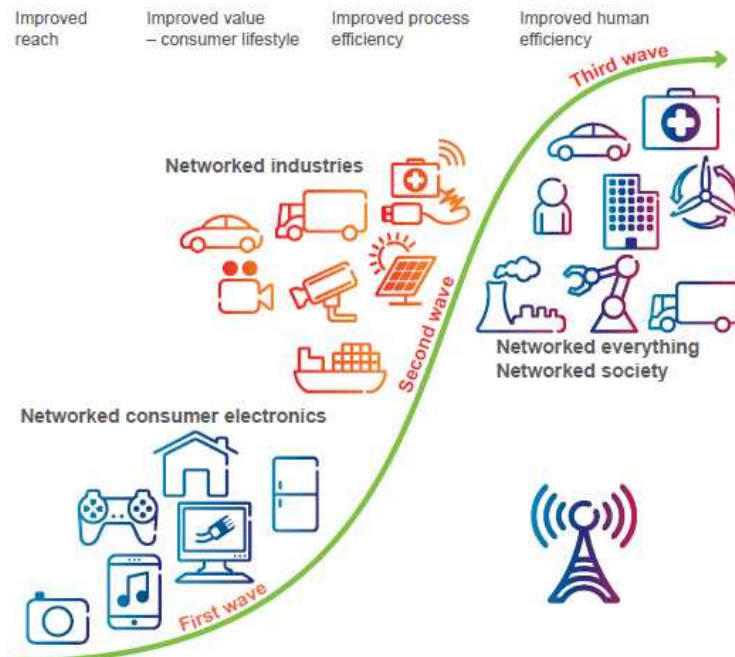 Improved
reach
Improved value
– consumer lifestyle
Improved process
efficiency
Improved human
efficiency
Third wave
Networked industries
Second wave
Networked everything
Networked society
Networked consumer electronics
First wave